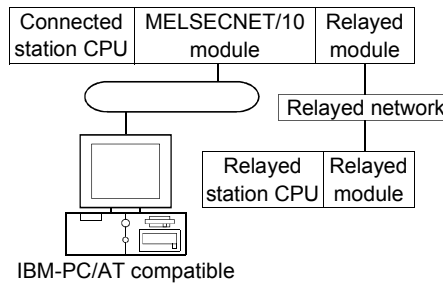 Connected
station CPU
MELSECNET/10
module
Relayed
module
Relayed network
Relayed
station CPU
Relayed
module
IBM-PC/AT compatible